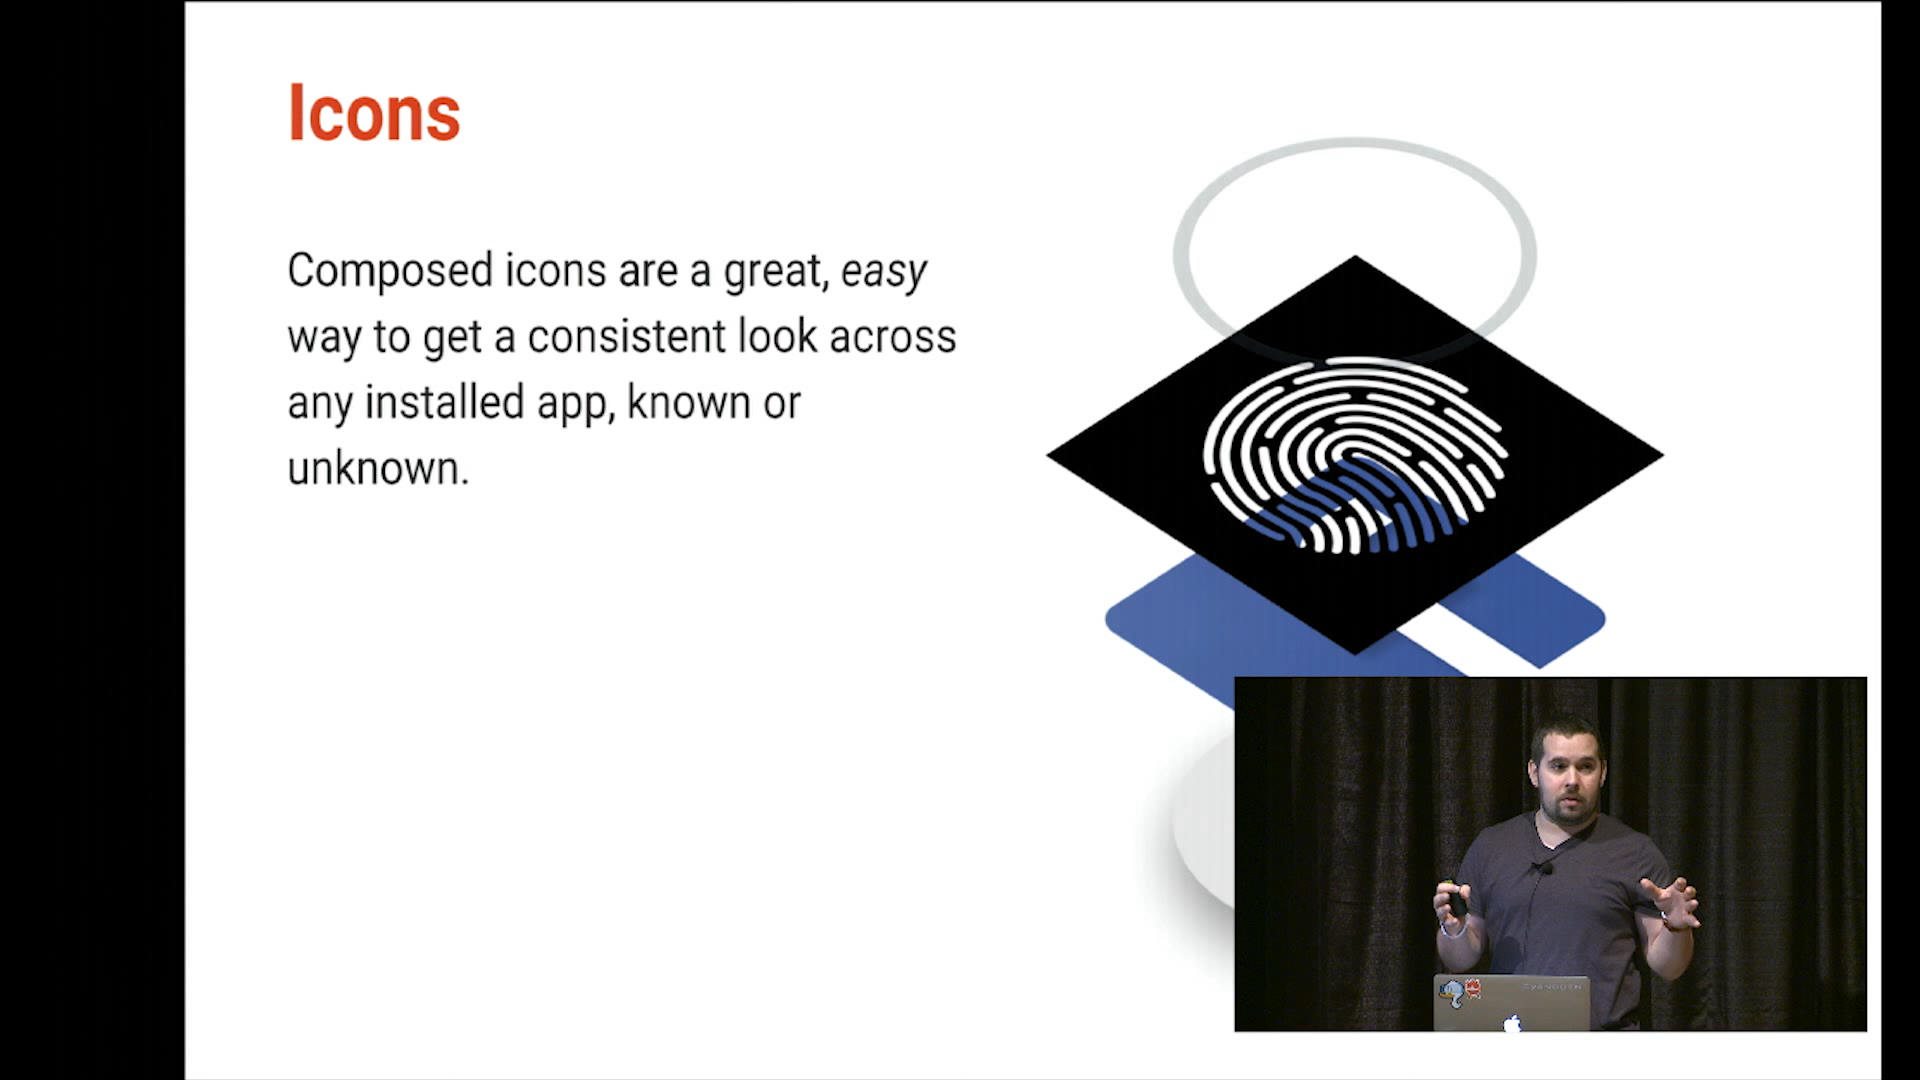 Icons
Composed icons are a great, easy
way to get a consistent look across
any installed app, known or
unknown.